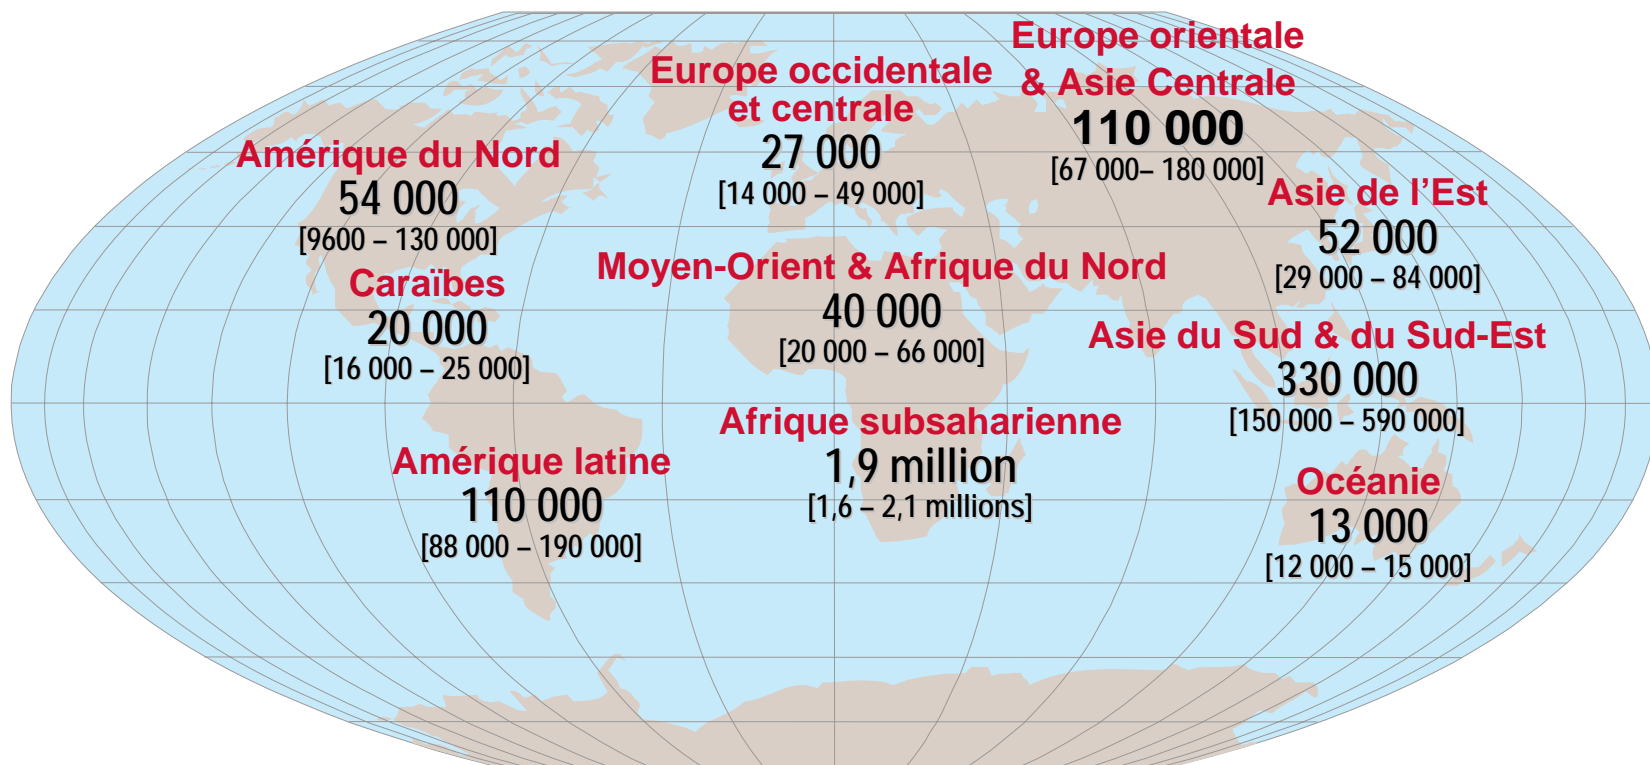 Europe orientale
& Asie Centrale
110 000
[67 000– 180 000]
Europe occidentale
et centrale
27 000
[14 000 – 49 000]
Amérique du Nord
54 000
[9600 – 130 000]
Asie de l’Est
52 000
[29 000 – 84 000]
Caraïbes
20 000
[16 000 – 25 000]
Moyen-Orient & Afrique du Nord
40 000
[20 000 – 66 000]
Asie du Sud & du Sud-Est
330 000
[150 000 – 590 000]
Afrique subsaharienne
1,9 million
[1,6 – 2,1 millions]
Amérique latine
110 000
[88 000 – 190 000]
Océanie
13 000
[12 000 – 15 000]